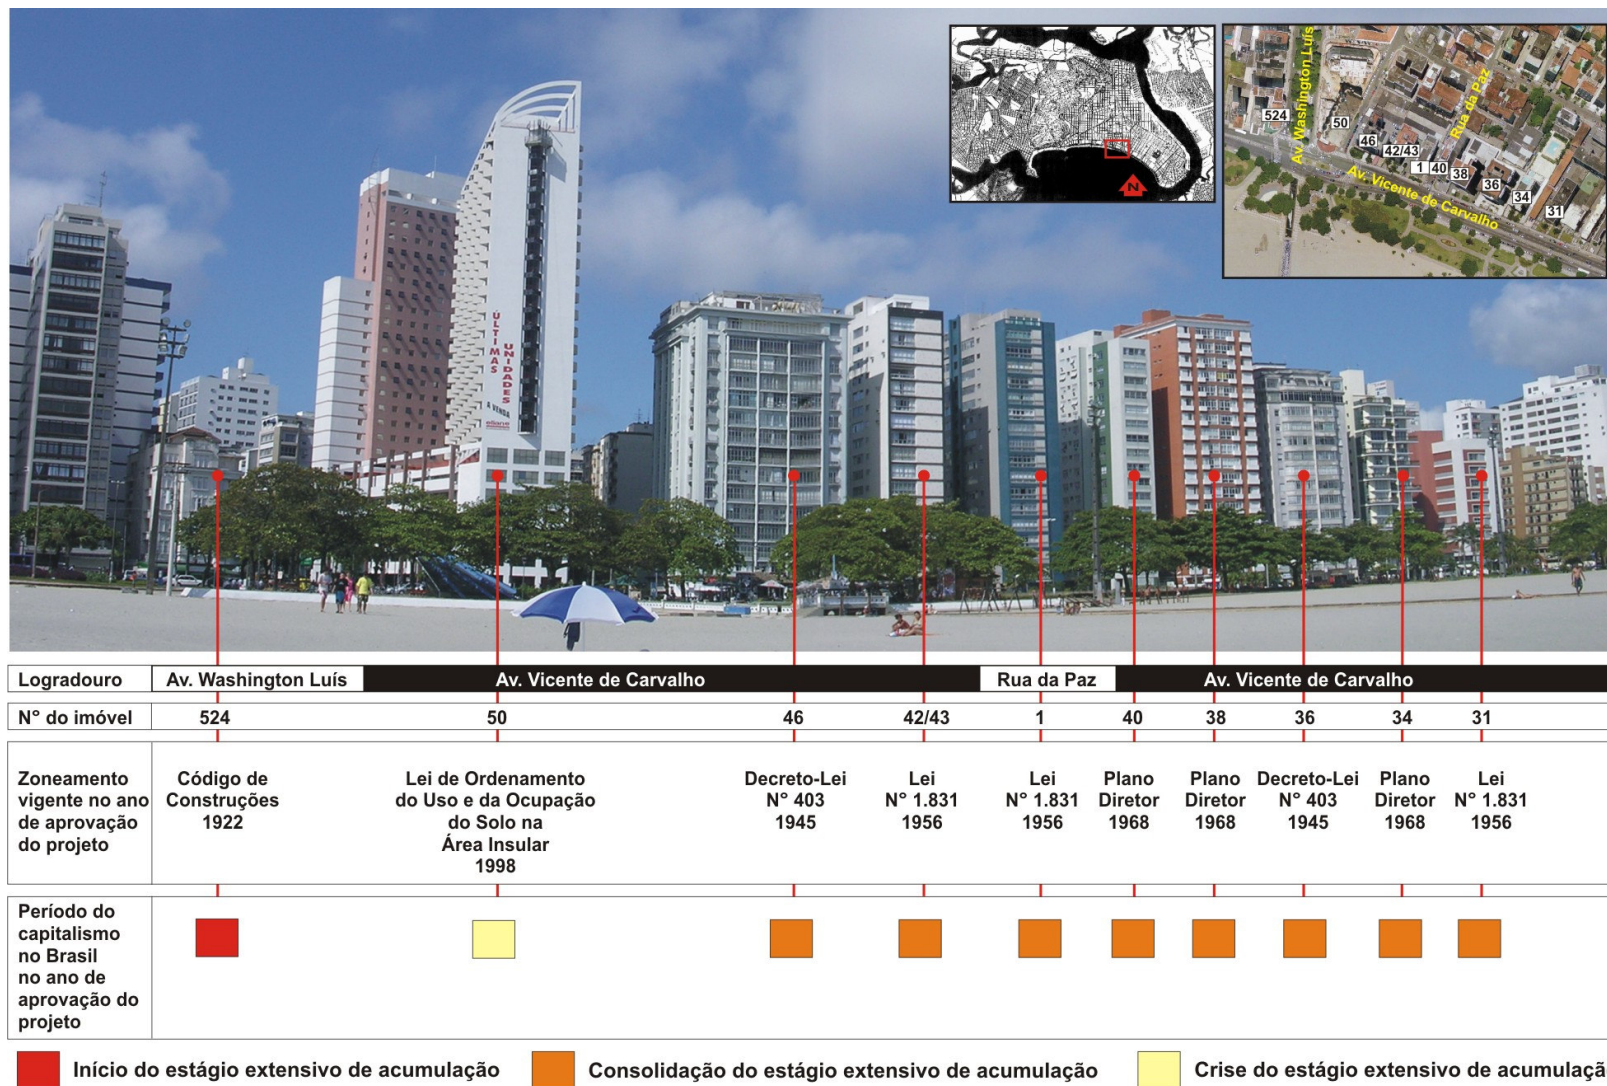 ÚLTIMAS
UNIDADES
A VENDA
N
Av. Washington Luís
Rua da Paz
Av. Vicente de Carvalho
524
50
46
42/43
1
40
38
36
34
31
Logradouro
Av. Washington Luís
Av. Vicente de Carvalho
Rua da Paz
Av. Vicente de Carvalho
N° do imóvel
524
50
46
42/43
1
40
38
36
34
31
Zoneamento
vigente no ano
de aprovação
do projeto
Código de
Construções
1922
Lei de Ordenamento
do Uso e da Ocupação
do Solo na
Área Insular
1998
Decreto-Lei
N° 403
1945
Lei
N° 1.831
1956
Lei
N° 1.831
1956
Plano
Diretor
1968
Plano
Diretor
1968
Decreto-Lei
N° 403
1945
Plano
Diretor
1968
Lei
N° 1.831
1956
Período do
capitalismo
no Brasil
no ano de
aprovação do
projeto
Início do estágio extensivo de acumulação
Consolidação do estágio extensivo de acumulação
Crise do estágio extensivo de